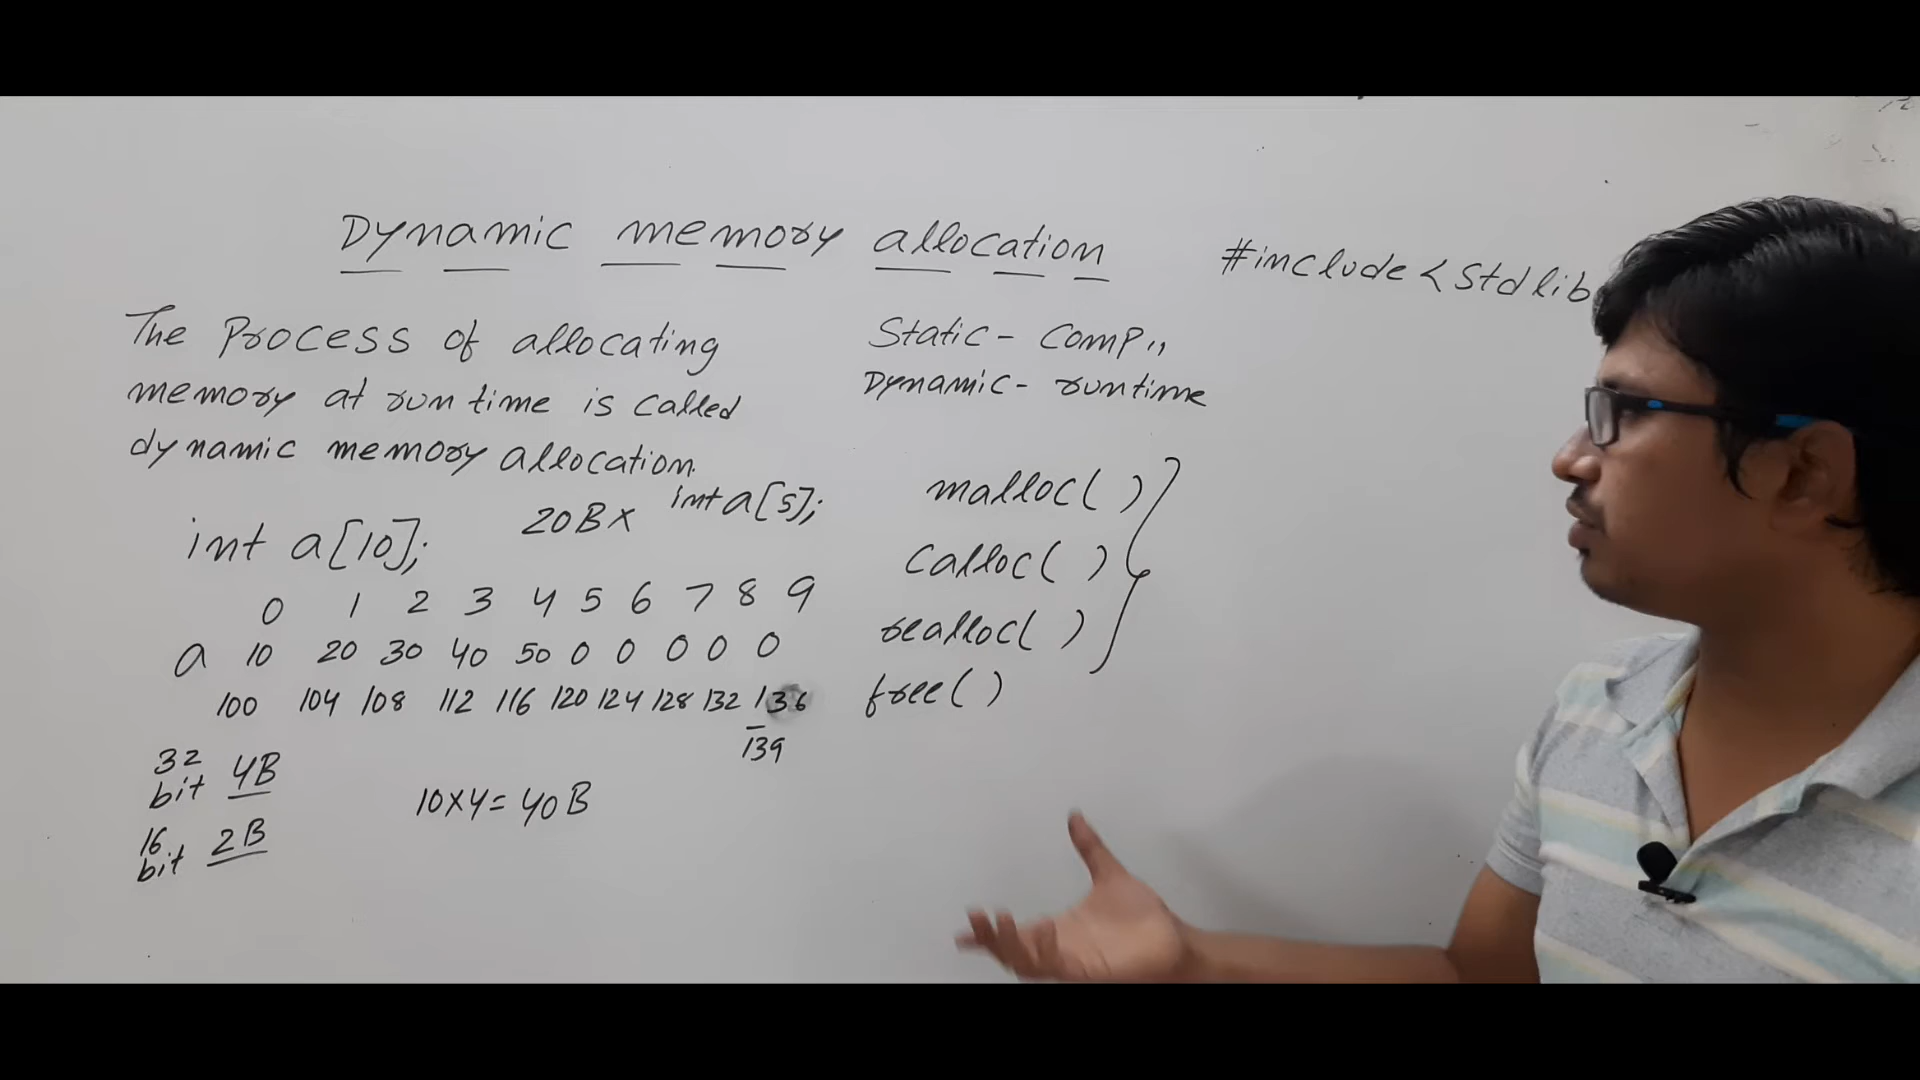 Dynamic memory allocation
#include <stdlib
The Process of allocating
memory at run time is called
dynamic memory allocation.
Static - Comp ,,
Dynamic - runtime
int a[10];
20B x
int a[5];
0 1 2 3 4 5 6 7 8 9
a 10 20 30 40 50 0 0 0 0 0
100 104 108 112 116 120 124 128 132 136
139
32
bit 4B
16
bit 2B
10x4= 40B
malloc( )
calloc( )
realloc( )
free( )